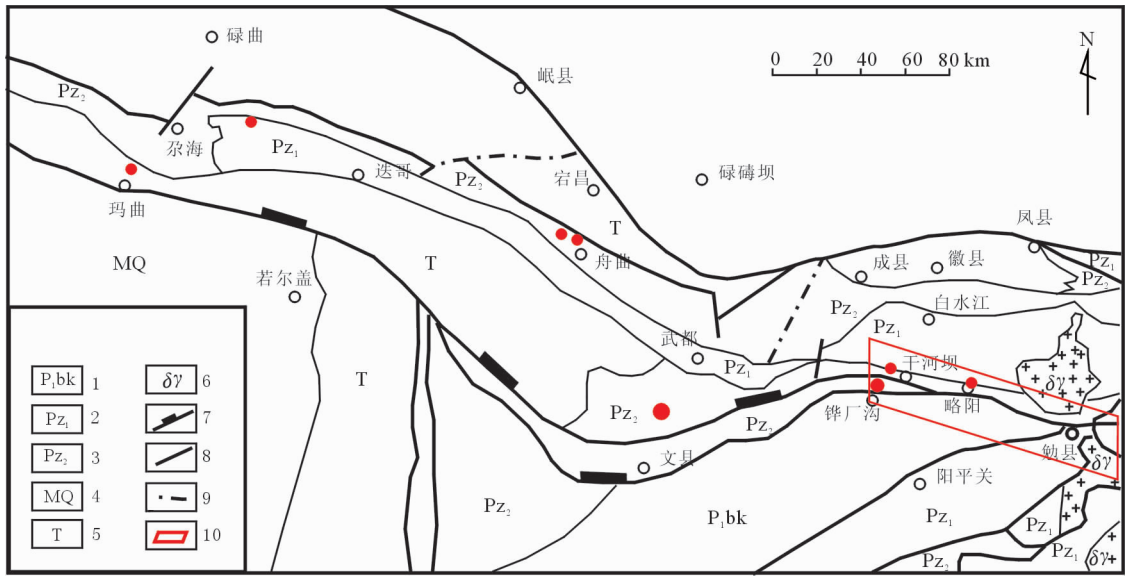 碌曲
N
0 20 40 60 80 km
岷县
Pz₂
尕海
Pz₁
迭哥
Pz₂
宕昌
碌碡坝
玛曲
T
凤县
MQ
T
舟曲
成县
徽县
Pz₁
Pz₂
若尔盖
Pz₂
白水江
Pz₁
武都
Pz₁
干河坝
δγ
T
Pz₂
Pz₂
铧厂沟
略阳
文县
勉县
δγ
Pz₂
P₁bk
阳平关
Pz₁
Pz₁
Pz₂
Pz₁
δγ
P₁bk 1
δγ 6
Pz₁ 2
7
Pz₂ 3
8
MQ 4
9
T 5
10